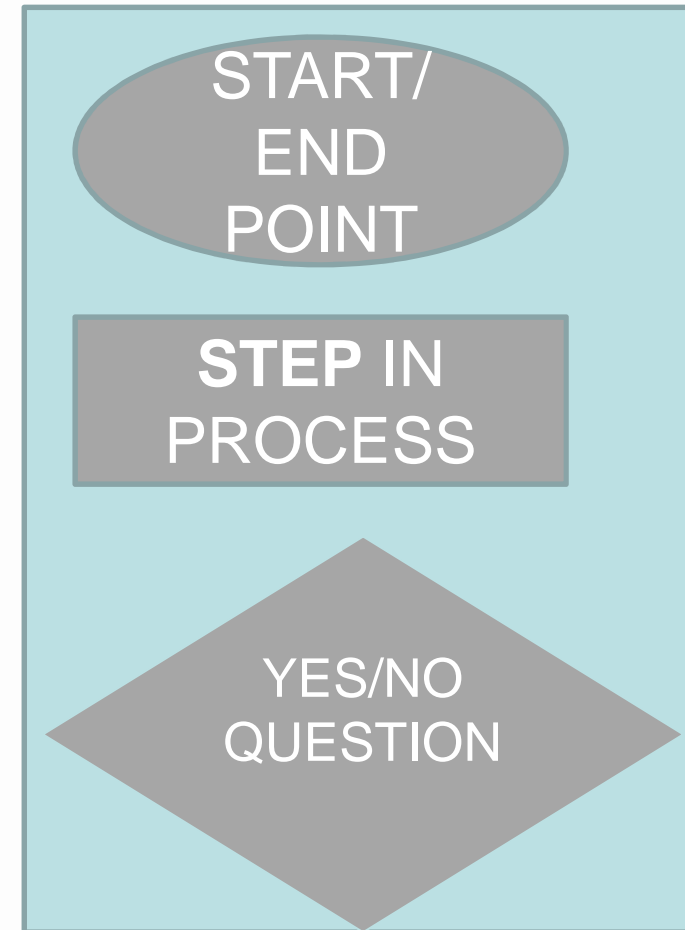 START/
END
POINT
STEP IN
PROCESS
YES/NO
QUESTION